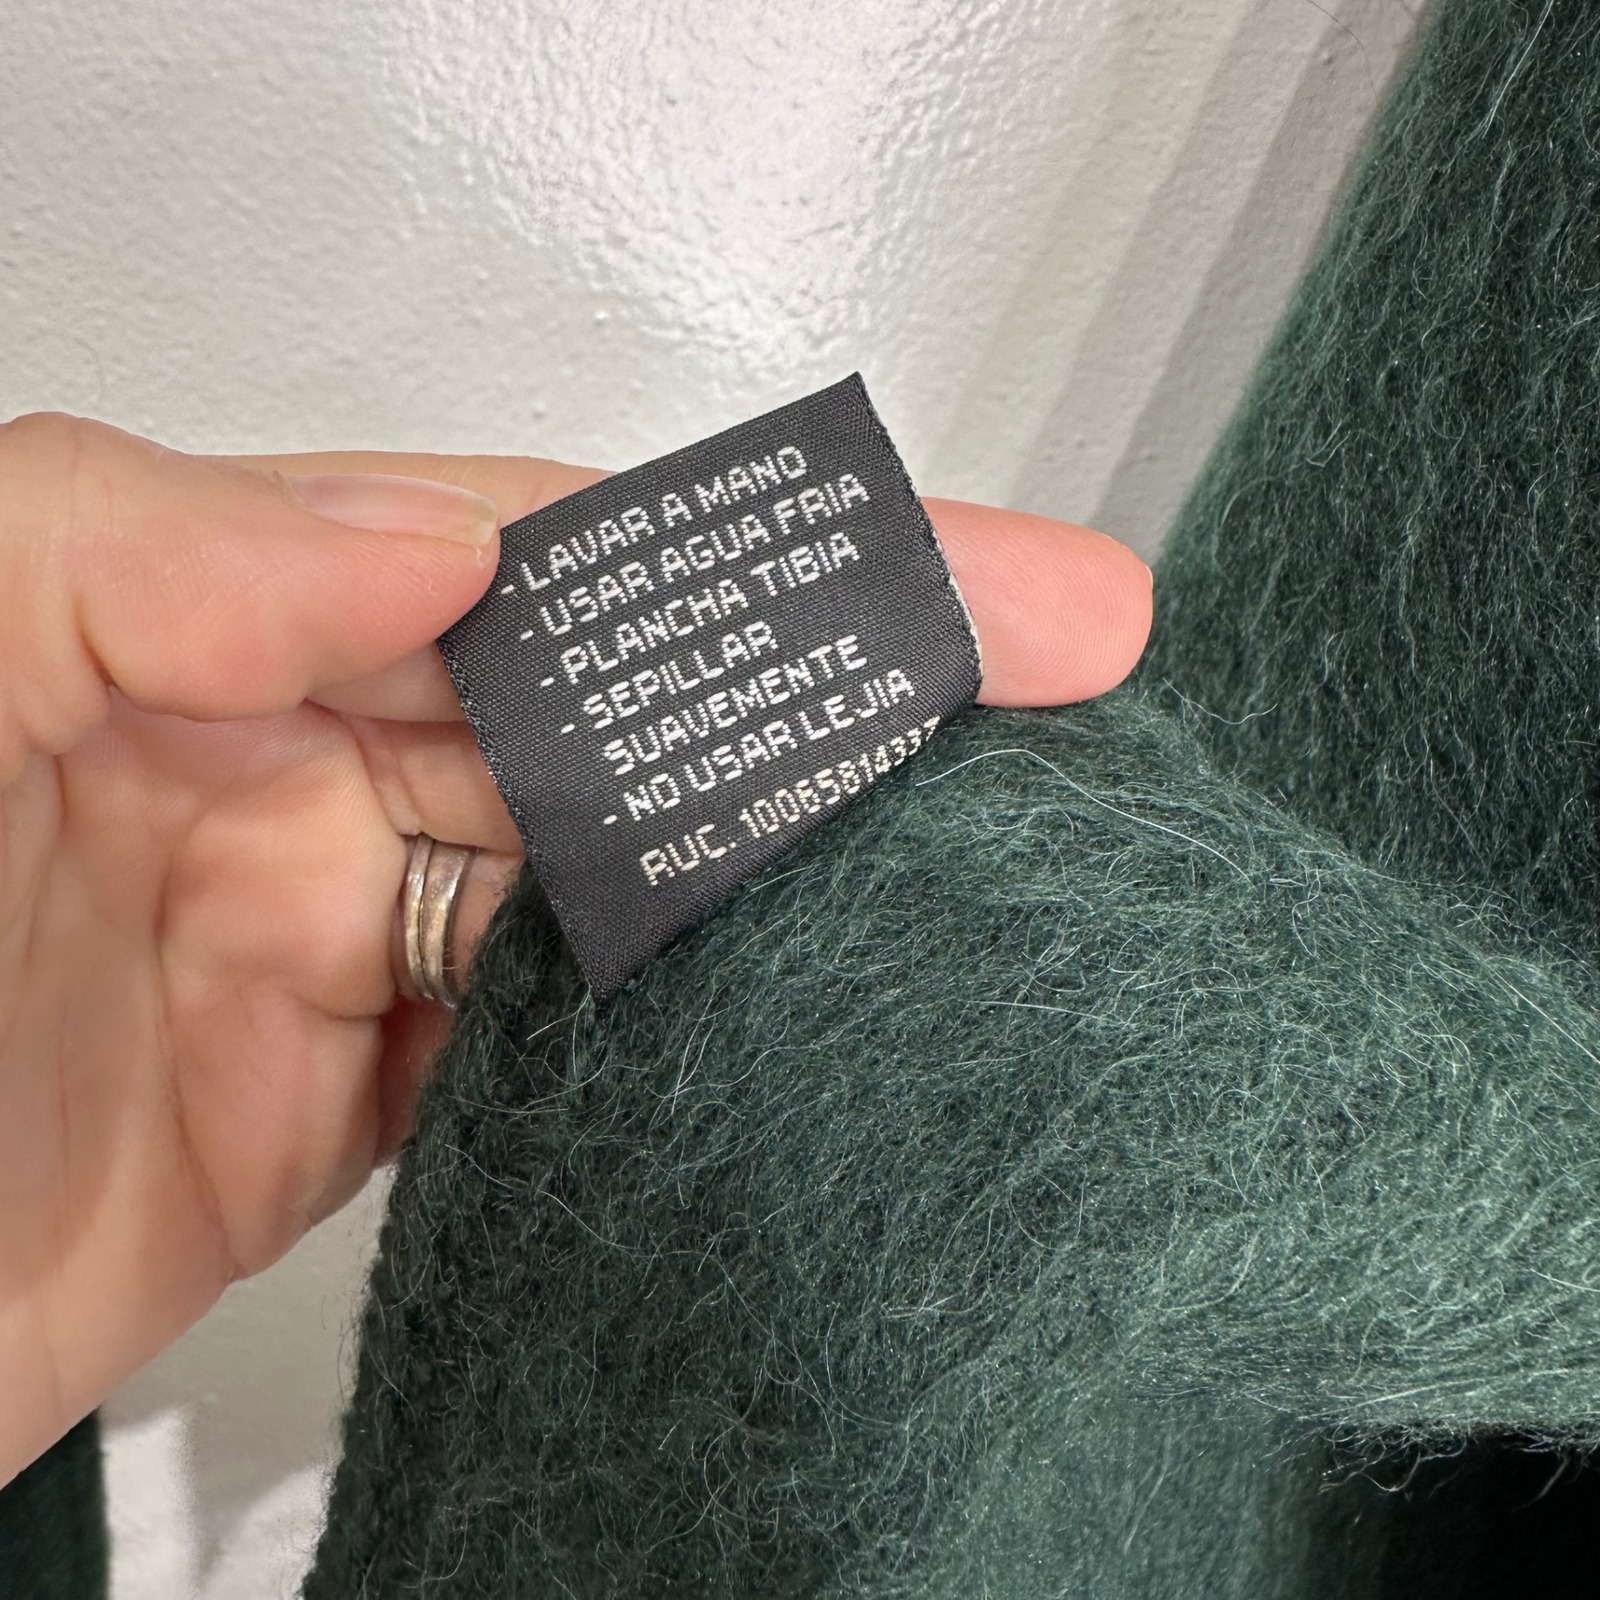 - LAVAR A MANO
- USAR AGUA FRIA
- PLANCHA TIBIA
- SEPILLAR
SUAVEMENTE
- NO USAR LEJIA
RUC.